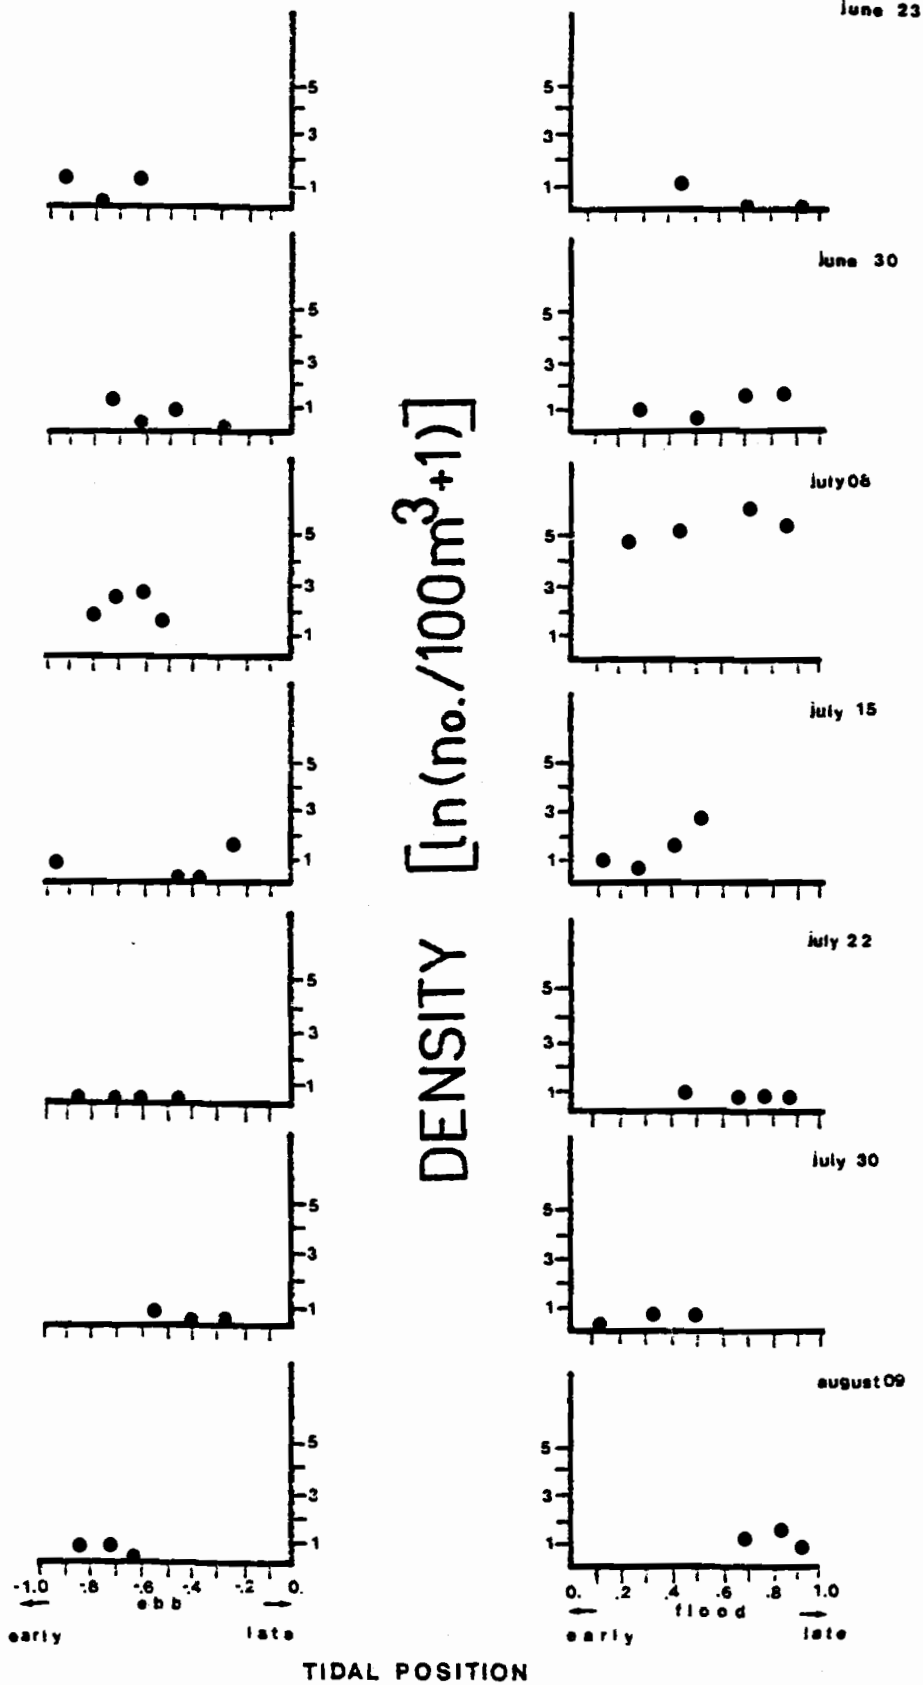 june 23
5 5
3 3
1 1
june 30
5 5
3 3
1 1
july 08
5 5
3 3
1 1
july 15
5 5
3 3
1 1
july 22
5 5
3 3
1 1
july 30
5 5
3 3
1 1
august 09
5 5
3 3
1 1
DENSITY [ln(no./100m³+1)]
-1.0 -.8 -.6 -.4 -.2 0. 0. .2 .4 .6 .8 1.0
← ebb → ← flood →
early late early late
TIDAL POSITION